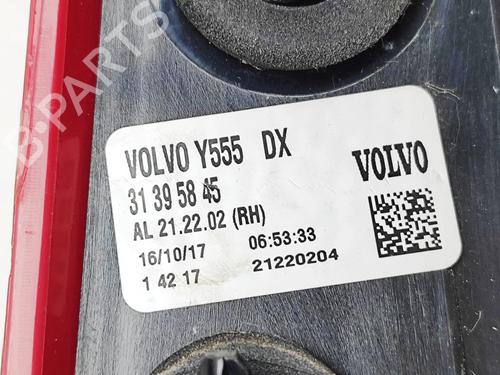 VOLVO Y555 DX
31 39 58 45
VOLVO
AL 21.22.02 (RH)
16/10/17 06:53:33
1 42 17 21220204
B-PARTS